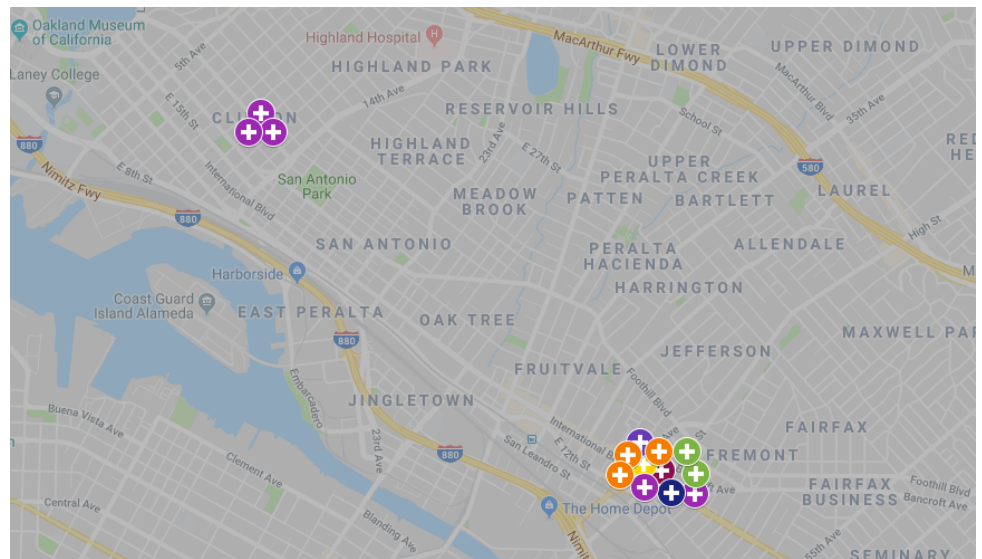 Oakland Museum
of California
5th Ave
Highland Hospital
H
MacArthur Fwy
LOWER
DIMOND
UPPER DIMOND
Laney College
HIGHLAND PARK
MacArthur Blvd
35th Ave
E 15th St
14th Ave
RESERVOIR HILLS
School St
880
HIGHLAND
TERRACE
23rd Ave
E 27th St
UPPER
PERALTA CREEK
580
E 8th St
Nimitz Fwy
International Blvd
San Antonio
Park
MEADOW
BROOK
PATTEN
BARTLETT
LAUREL
880
High St
SAN ANTONIO
PERALTA
HACIENDA
ALLENDALE
Harborside
HARRINGTON
Coast Guard
Island Alameda
EAST PERALTA
OAK TREE
MAXWELL PAR
880
JEFFERSON
FRUITVALE
Foothill Blvd
Embarcadero
JINGLETOWN
Buena Vista Ave
23rd Ave
International B
FAIRFAX
San Leandro St
E 12th St
880
FREMONT
Clement Ave
FAIRFAX
BUSINESS
Foothill Blvd
Bancroft Ave
Central Ave
The Home Depot
Blanding Ave
55th Ave
SEMINARY